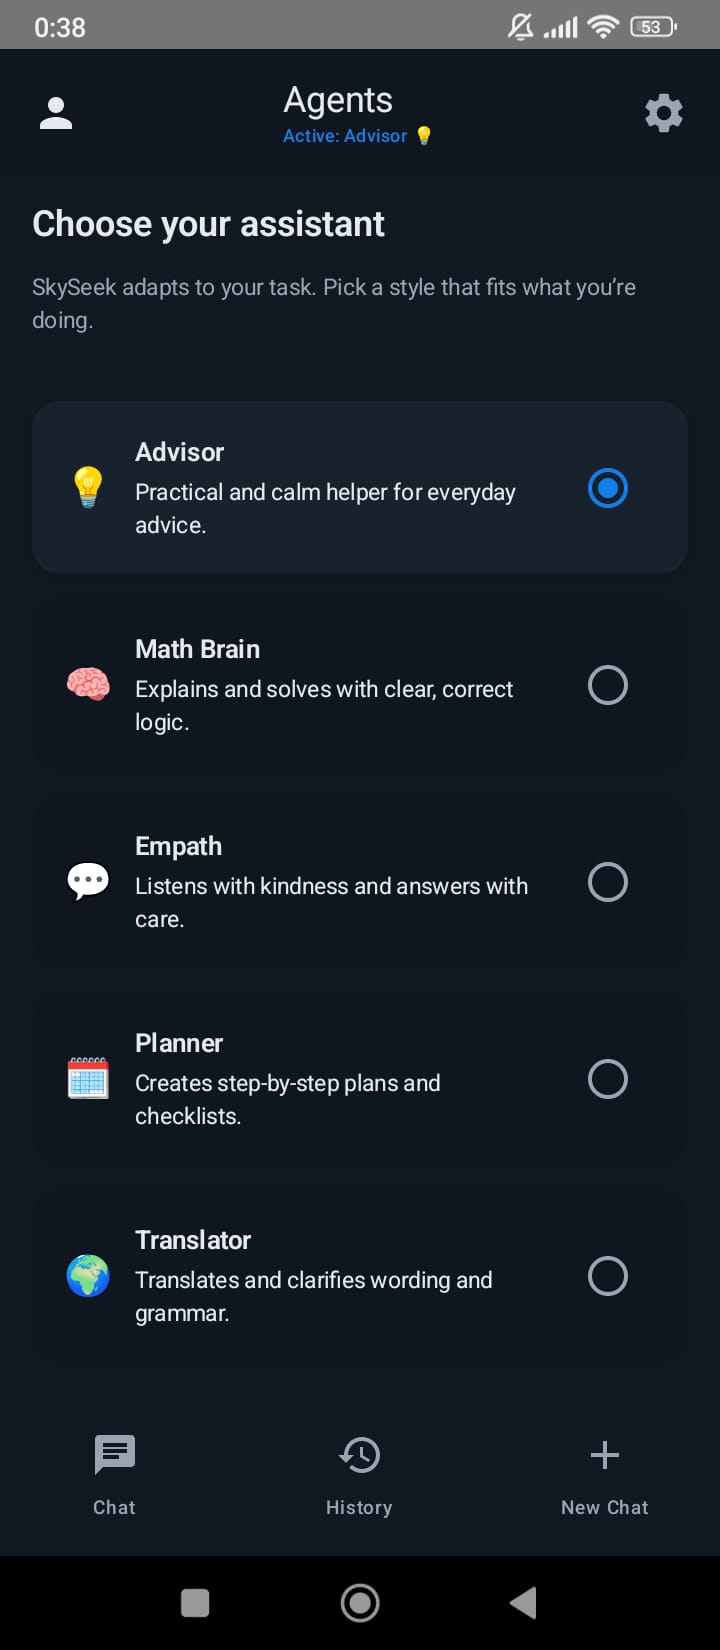 0:38
53
Agents
Active: Advisor 💡
Choose your assistant
SkySeek adapts to your task. Pick a style that fits what you’re
doing.
Advisor
Practical and calm helper for everyday
advice.
Math Brain
Explains and solves with clear, correct
logic.
Empath
Listens with kindness and answers with
care.
Planner
Creates step-by-step plans and
checklists.
Translator
Translates and clarifies wording and
grammar.
Chat
History
New Chat